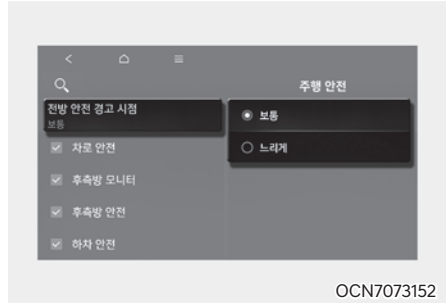 주행 안전
전방 안전 경고 시점
보통
차로 안전
후측방 모니터
후측방 안전
하차 안전
보통
느리게
OCN7073152